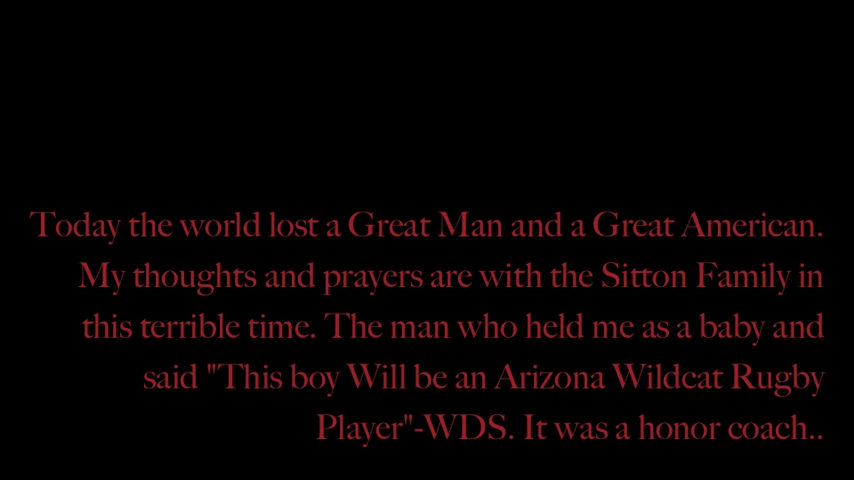 Today the world lost a Great Man and a Great American.
My thoughts and prayers are with the Sitton Family in
this terrible time. The man who held me as a baby and
said "This boy Will be an Arizona Wildcat Rugby
Player"-WDS. It was a honor coach..